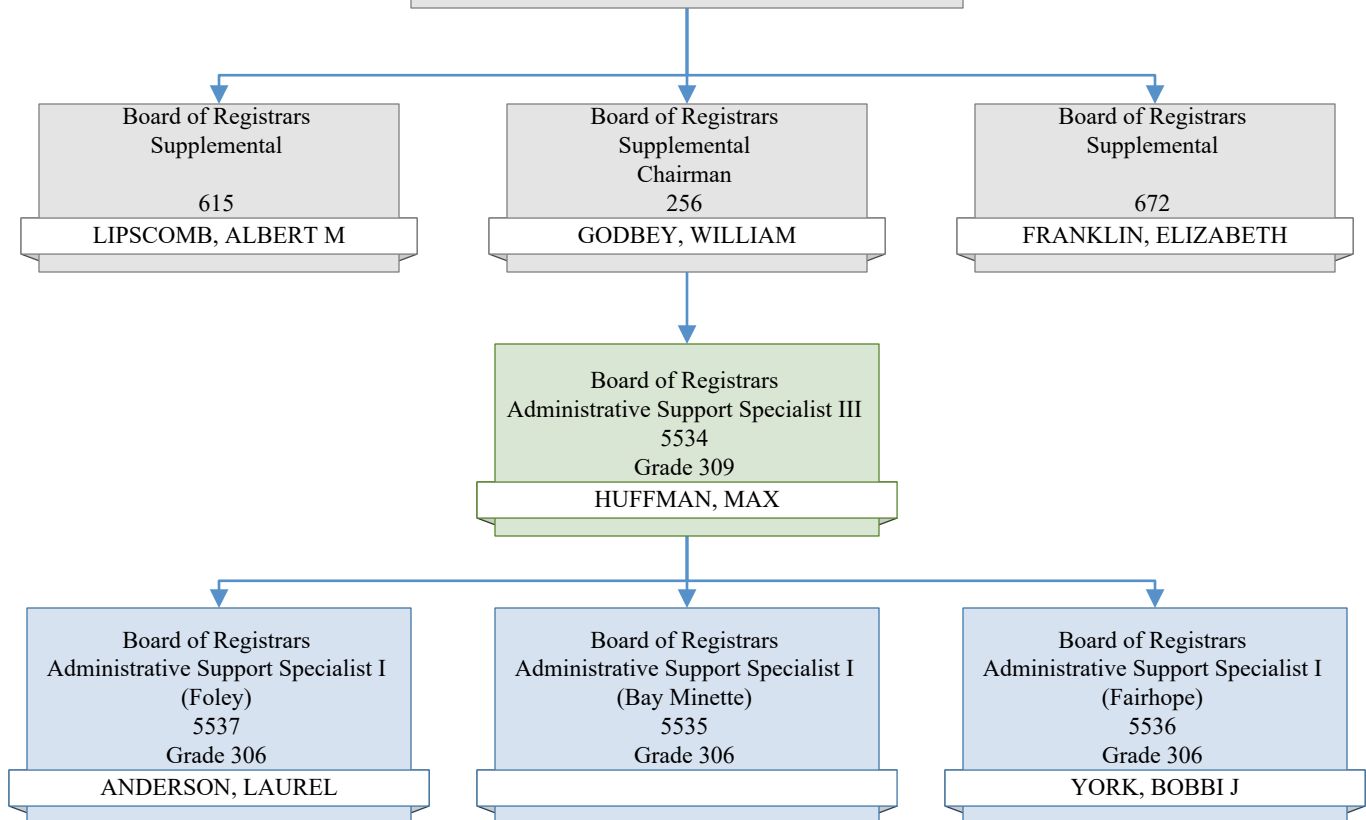 Board of Registrars
Supplemental
615
LIPSCOMB, ALBERT M
Board of Registrars
Supplemental
Chairman
256
GODBEY, WILLIAM
Board of Registrars
Supplemental
672
FRANKLIN, ELIZABETH
Board of Registrars
Administrative Support Specialist III
5534
Grade 309
HUFFMAN, MAX
Board of Registrars
Administrative Support Specialist I
(Foley)
5537
Grade 306
ANDERSON, LAUREL
Board of Registrars
Administrative Support Specialist I
(Bay Minette)
5535
Grade 306
Board of Registrars
Administrative Support Specialist I
(Fairhope)
5536
Grade 306
YORK, BOBBI J